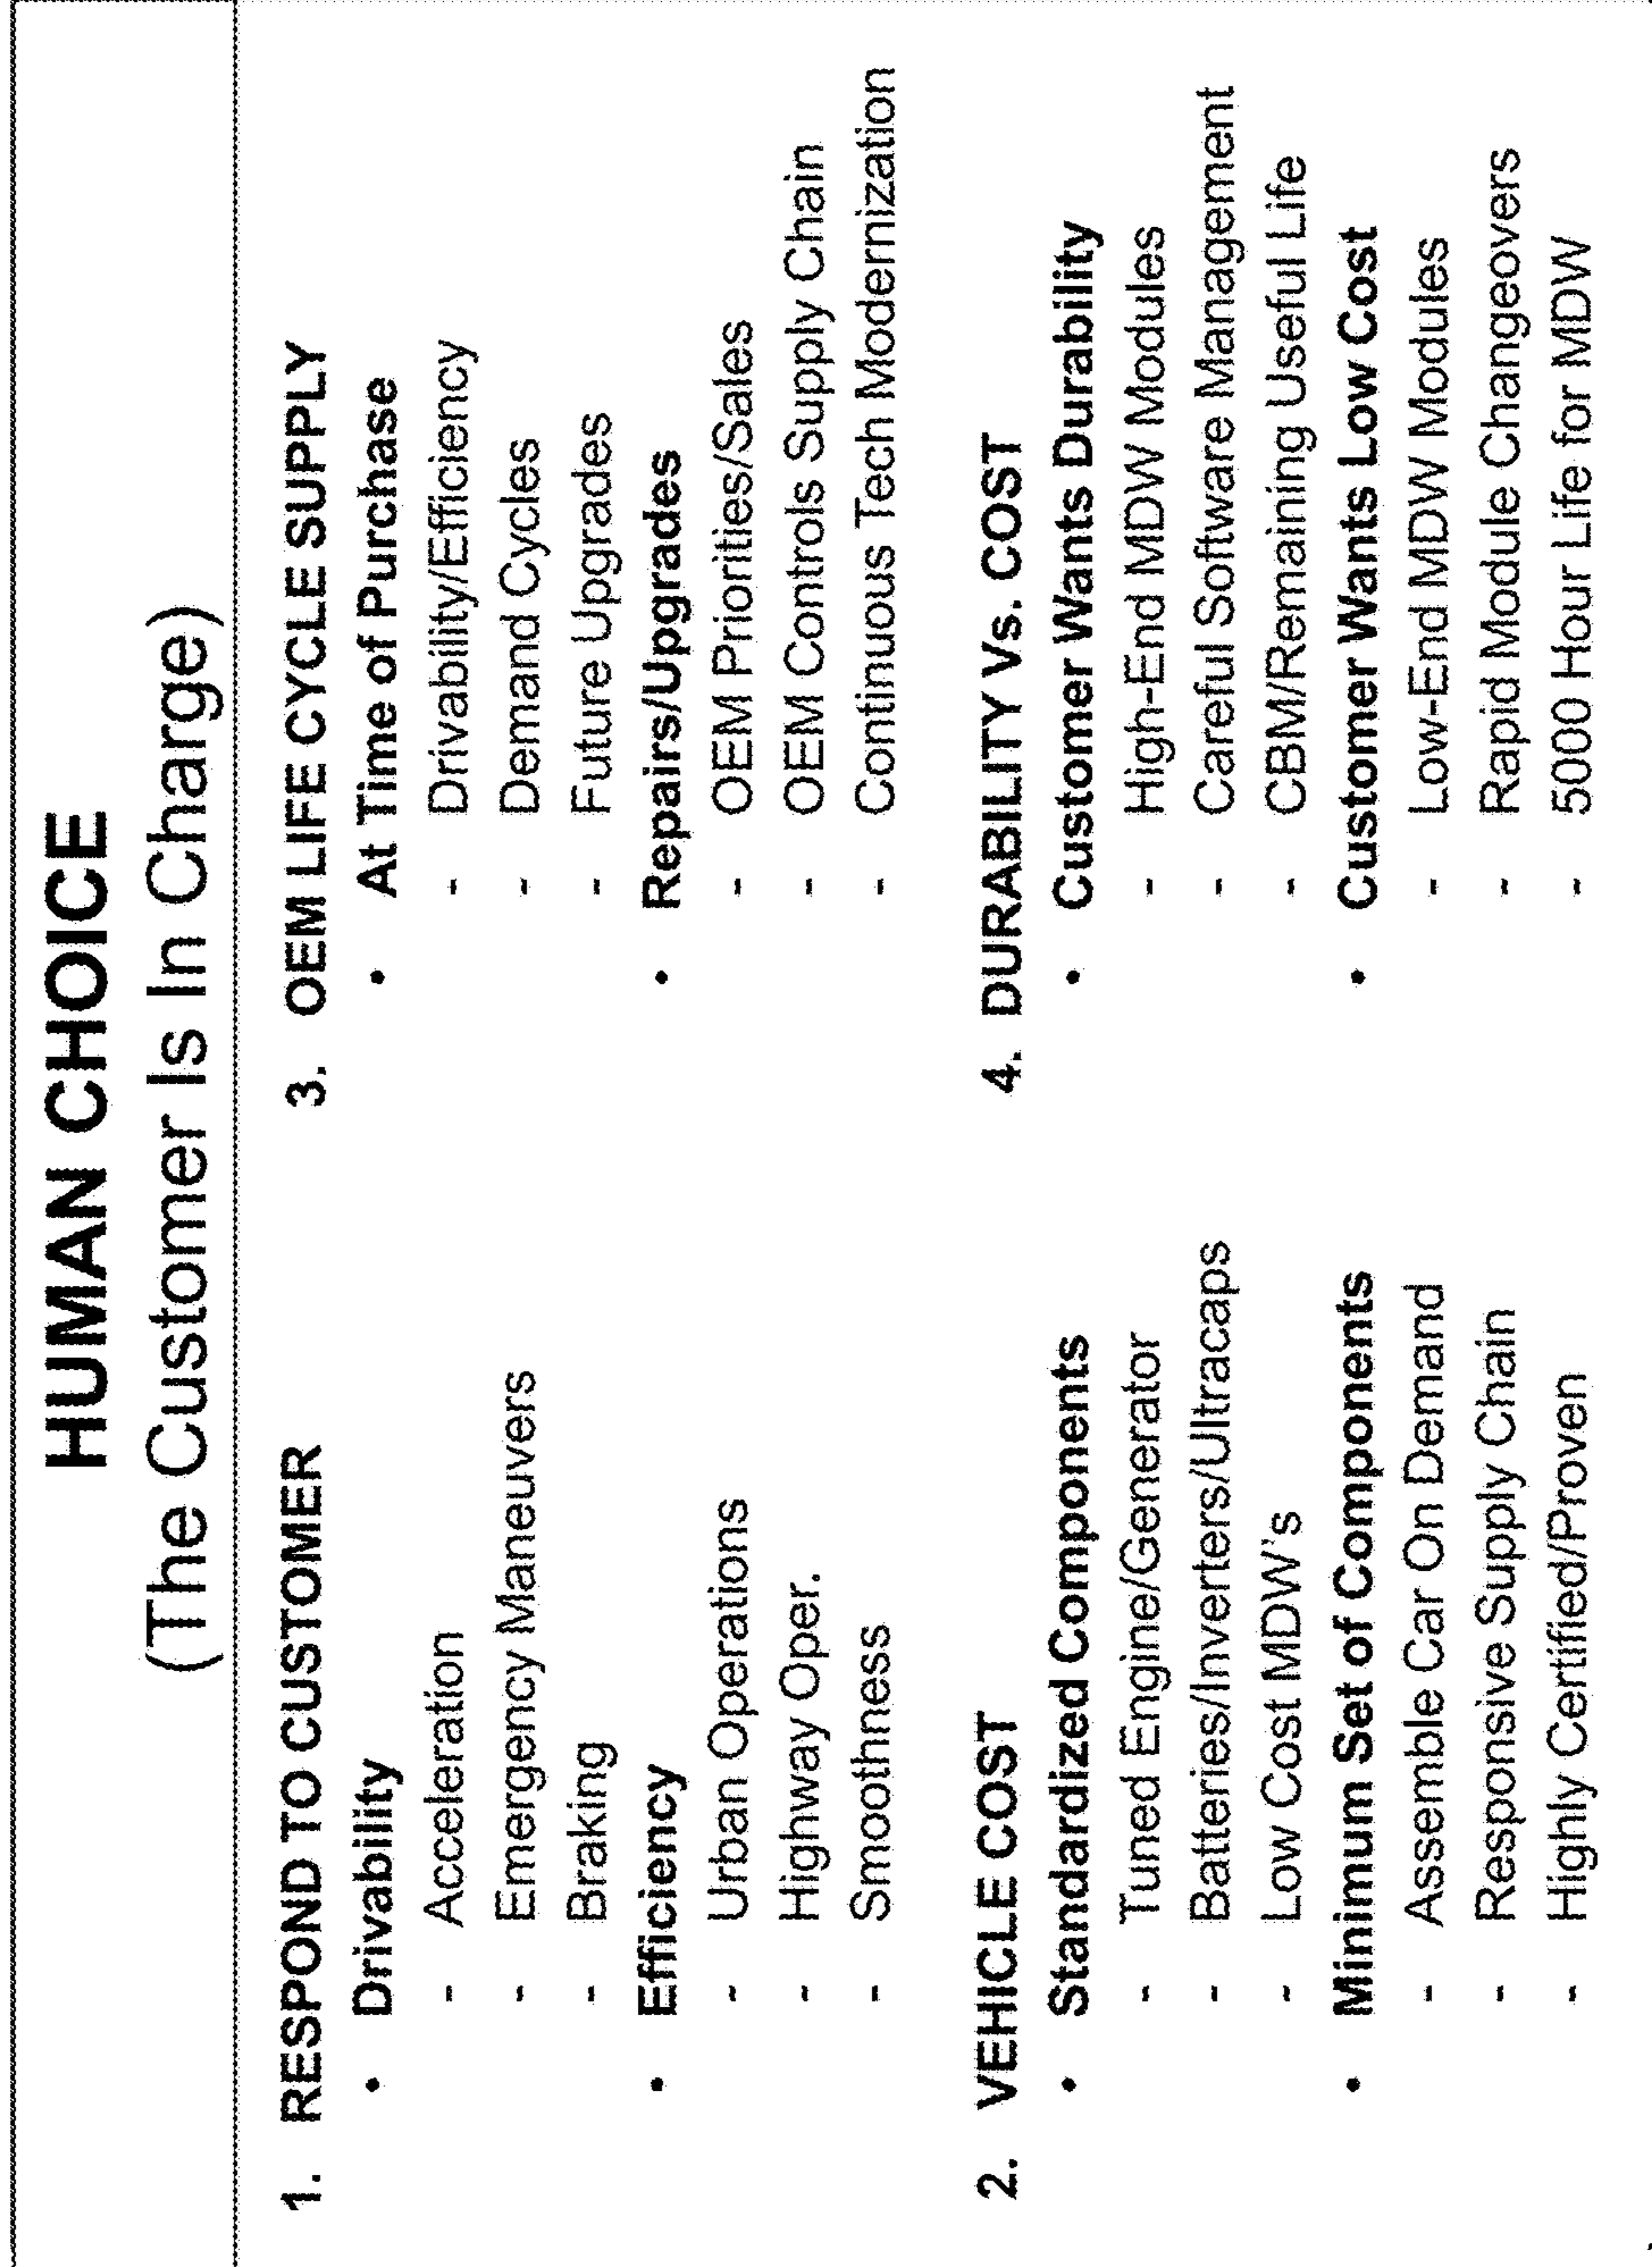 HUMAN CHOICE
(The Customer Is In Charge)
1. RESPOND TO CUSTOMER
• Drivability
- Acceleration
- Emergency Maneuvers
- Braking
• Efficiency
- Urban Operations
- Highway Oper.
- Smoothness
2. VEHICLE COST
• Standardized Components
- Tuned Engine/Generator
- Batteries/Inverters/Ultracaps
- Low Cost MDW's
• Minimum Set of Components
- Assemble Car On Demand
- Responsive Supply Chain
- Highly Certified/Proven
3. OEM LIFE CYCLE SUPPLY
• At Time of Purchase
- Drivability/Efficiency
- Demand Cycles
- Future Upgrades
• Repairs/Upgrades
- OEM Priorities/Sales
- OEM Controls Supply Chain
- Continuous Tech Modernization
4. DURABILITY Vs. COST
• Customer Wants Durability
- High-End MDW Modules
- Careful Software Management
- CBM/Remaining Useful Life
• Customer Wants Low Cost
- Low-End MDW Modules
- Rapid Module Changeovers
- 5000 Hour Life for MDW